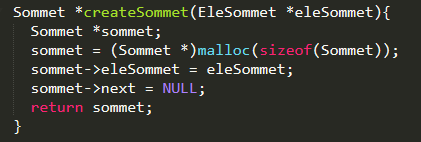 Sommet *createSommet(EleSommet *eleSommet){
Sommet *sommet;
sommet = (Sommet *)malloc(sizeof(Sommet));
sommet->eleSommet = eleSommet;
sommet->next = NULL;
return sommet;
}